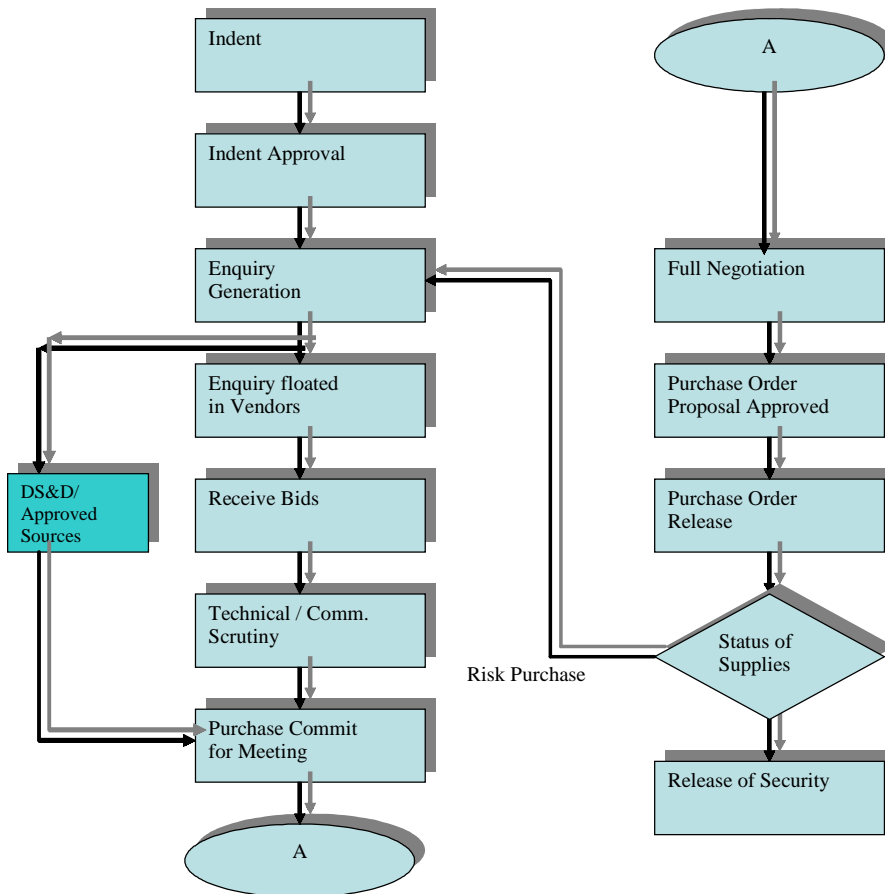 Indent
Indent Approval
Enquiry
Generation
Enquiry floated
in Vendors
DS&D/
Approved
Sources
Receive Bids
Technical / Comm.
Scrutiny
Purchase Commit
for Meeting
A
A
Full Negotiation
Purchase Order
Proposal Approved
Purchase Order
Release
Status of
Supplies
Risk Purchase
Release of Security